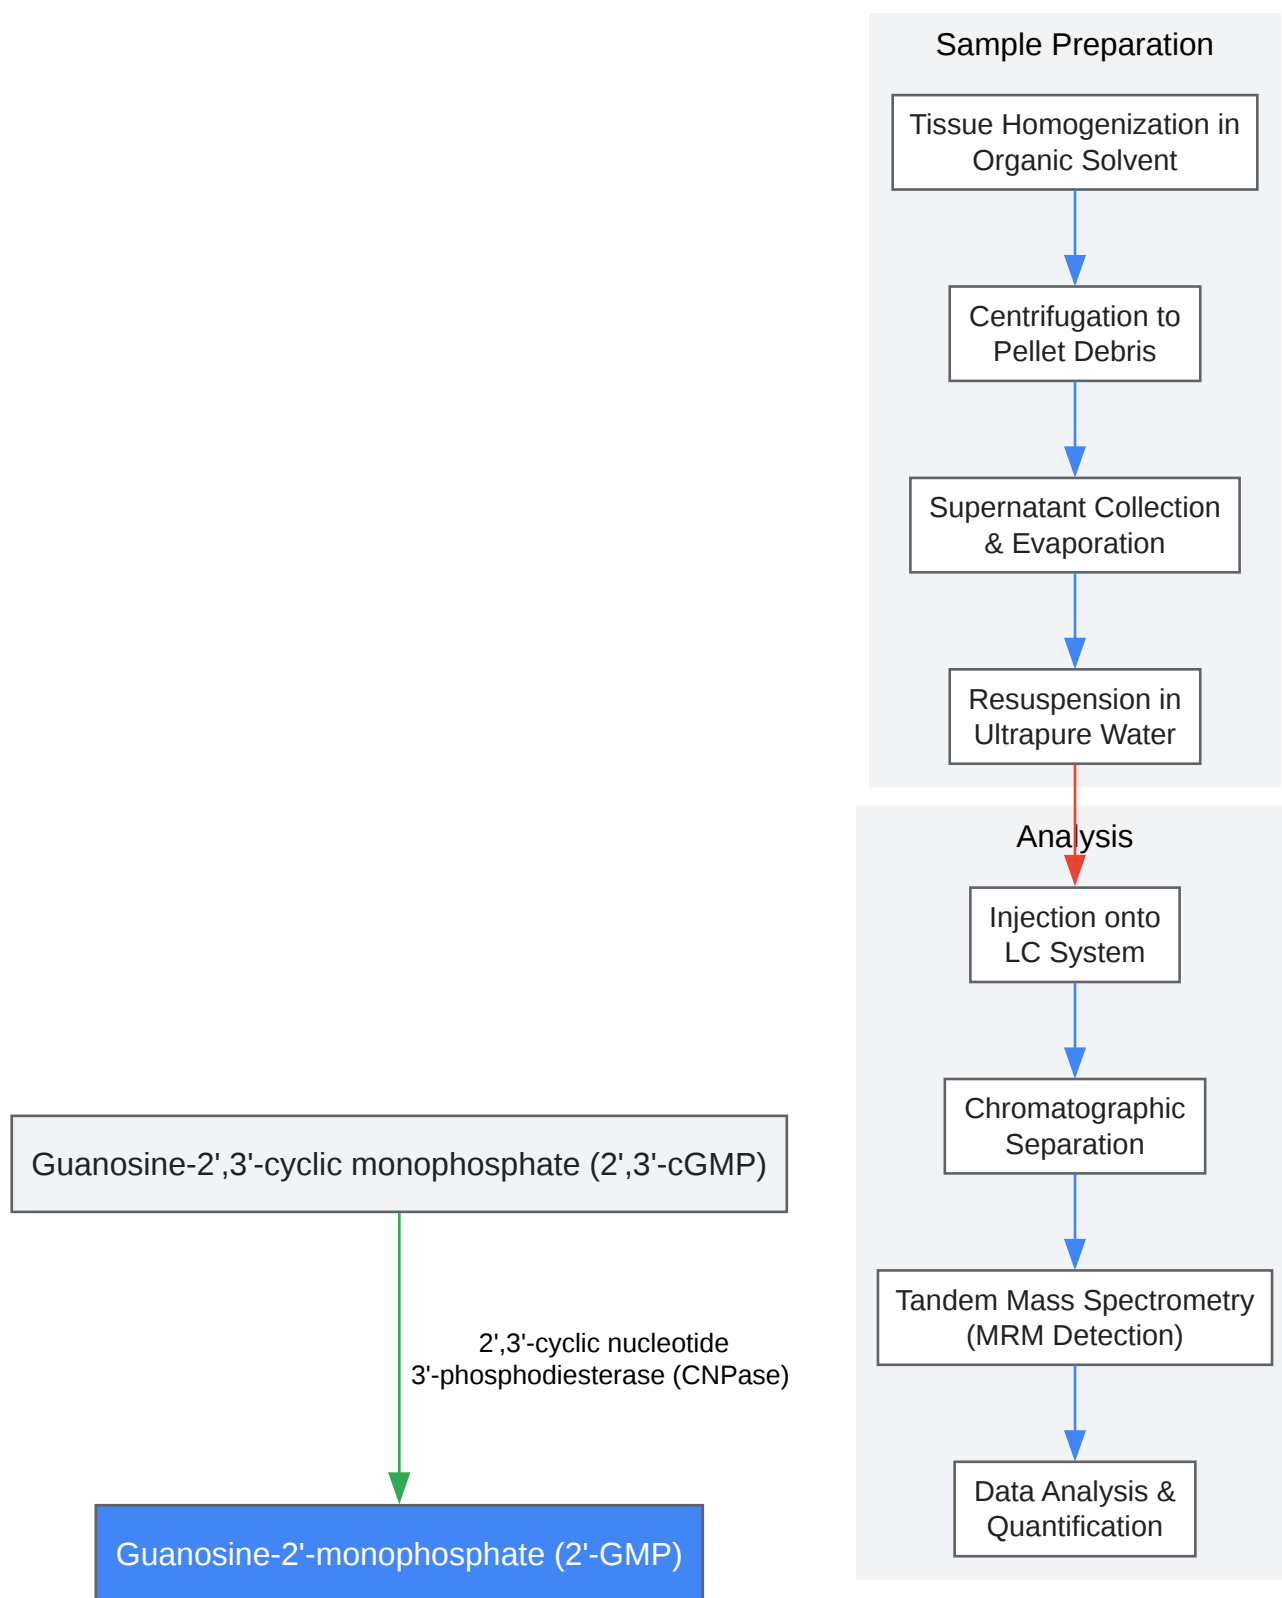 Sample Preparation
Tissue Homogenization in
Organic Solvent
Centrifugation to
Pellet Debris
Supernatant Collection
& Evaporation
Resuspension in
Ultrapure Water
Analysis
Injection onto
LC System
Chromatographic
Separation
Tandem Mass Spectrometry
(MRM Detection)
Data Analysis &
Quantification
Guanosine-2',3'-cyclic monophosphate (2',3'-cGMP)
2',3'-cyclic nucleotide
3'-phosphodiesterase (CNPase)
Guanosine-2'-monophosphate (2'-GMP)